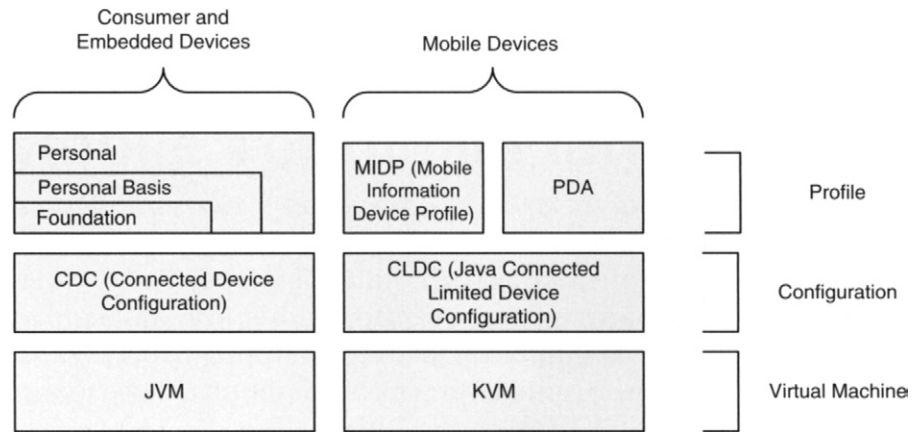 Consumer and
Embedded Devices
Mobile Devices
Personal
Personal Basis
Foundation
MIDP (Mobile
Information
Device Profile)
PDA
Profile
CDC (Connected Device
Configuration)
CLDC (Java Connected
Limited Device
Configuration)
Configuration
JVM
KVM
Virtual Machine